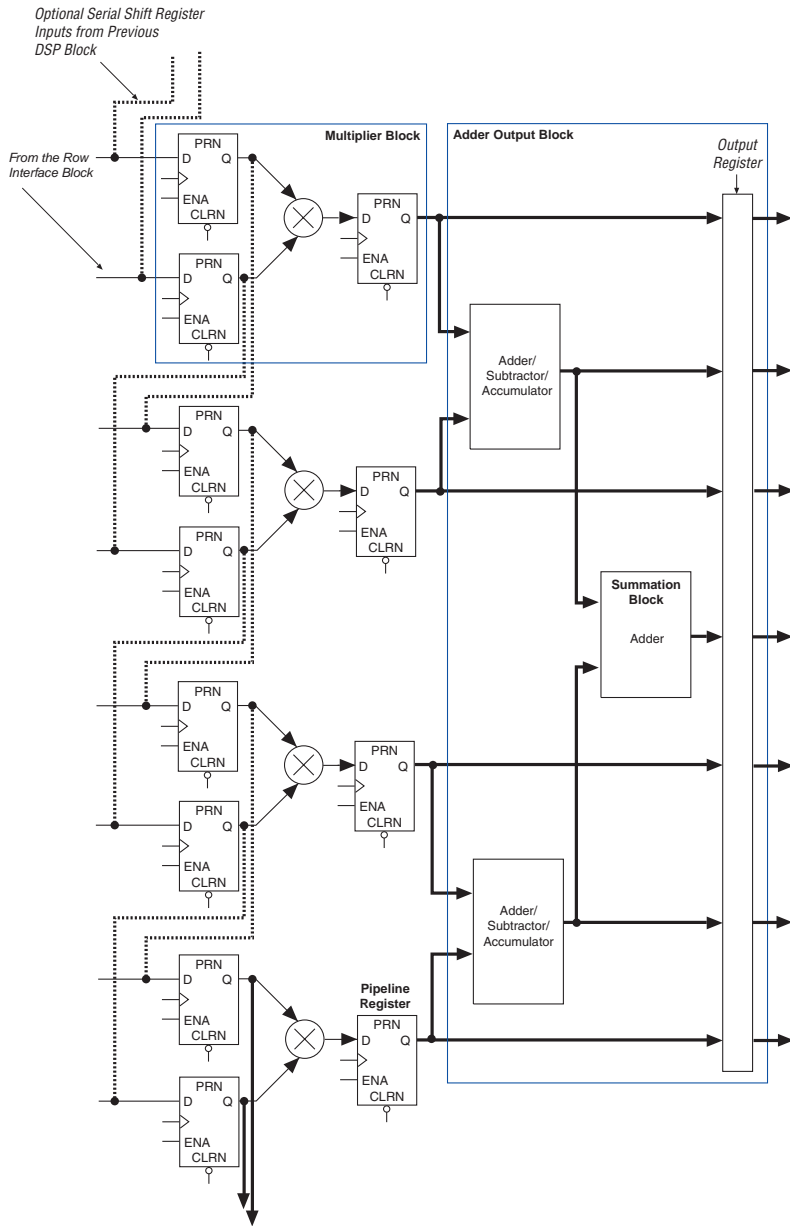 Optional Serial Shift Register
Inputs from Previous
DSP Block
Multiplier Block
Adder Output Block
Output
Register
From the Row
Interface Block
PRN
D Q
ENA
CLRN
PRN
D Q
ENA
CLRN
PRN
D Q
ENA
CLRN
Adder/
Subtractor/
Accumulator
PRN
D Q
ENA
CLRN
PRN
D Q
ENA
CLRN
PRN
D Q
ENA
CLRN
Summation
Block
Adder
PRN
D Q
ENA
CLRN
PRN
D Q
ENA
CLRN
PRN
D Q
ENA
CLRN
Adder/
Subtractor/
Accumulator
PRN
D Q
ENA
CLRN
Pipeline
Register
PRN
D Q
ENA
CLRN
PRN
D Q
ENA
CLRN